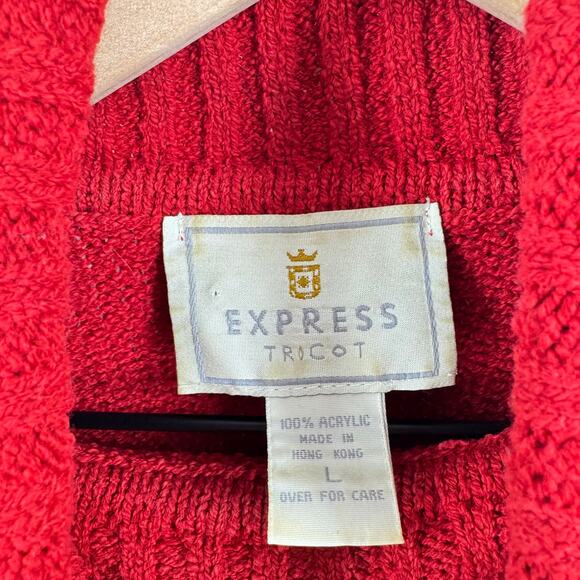 EXPRESS
TRICOT
100% ACRYLIC
MADE IN
HONG KONG
L
OVER FOR CARE